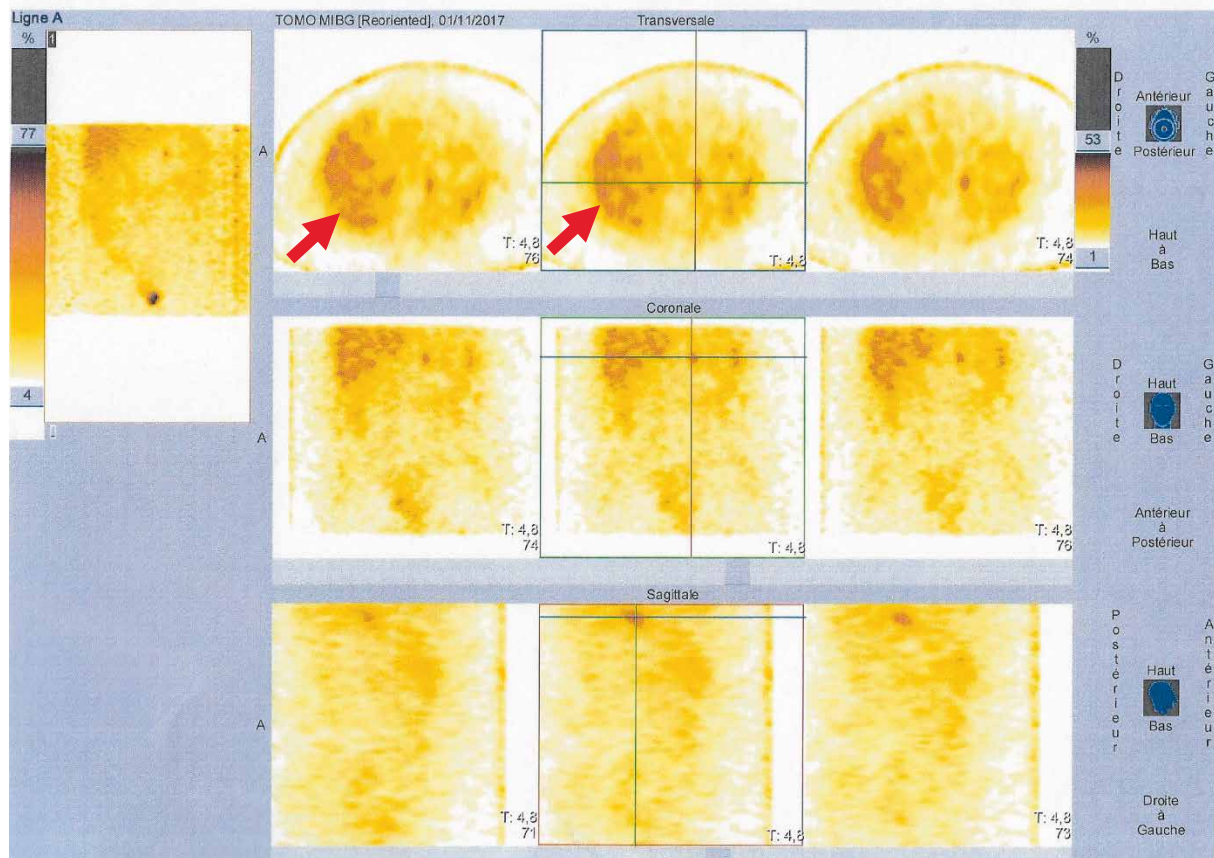 Ligne A
TOMO MIBG [Reoriented], 01/11/2017
Transversale
%
1
77
4
A
T: 4,8
76
T: 4,8
T: 4,8
74
%
53
1
Droite
Antérieur
Postérieur
Gauche
Haut
à
Bas
Coronale
A
T: 4,8
74
T: 4,8
T: 4,8
76
Droite
Haut
Bas
Gauche
Antérieur
à
Postérieur
Sagittale
A
T: 4,8
71
T: 4,8
T: 4,8
73
Postérieur
Haut
Bas
Antérieur
Droite
à
Gauche